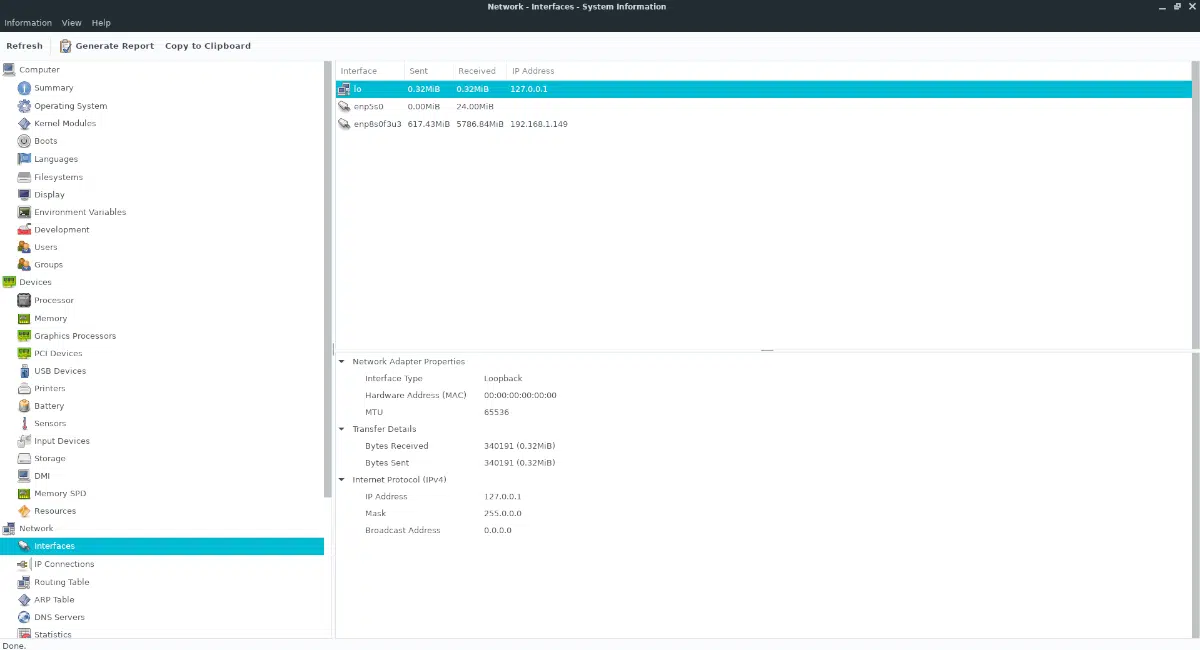 Network - Interfaces - System Information
Information View Help
Refresh Generate Report Copy to Clipboard
Computer
Summary
Operating System
Kernel Modules
Boots
Languages
Filesystems
Display
Environment Variables
Development
Users
Groups
Devices
Processor
Memory
Graphics Processors
PCI Devices
USB Devices
Printers
Battery
Sensors
Input Devices
Storage
DMI
Memory SPD
Resources
Network
Interfaces
IP Connections
Routing Table
ARP Table
DNS Servers
Statistics
Interface Sent Received IP Address
lo 0.32MiB 0.32MiB 127.0.0.1
enp5s0 0.00MiB 24.00MiB
enp8s0f3u3 617.43MiB 5786.84MiB 192.168.1.149
Network Adapter Properties
Interface Type Loopback
Hardware Address (MAC) 00:00:00:00:00:00
MTU 65536
Transfer Details
Bytes Received 340191 (0.32MiB)
Bytes Sent 340191 (0.32MiB)
Internet Protocol (IPv4)
IP Address 127.0.0.1
Mask 255.0.0.0
Broadcast Address 0.0.0.0
Done.